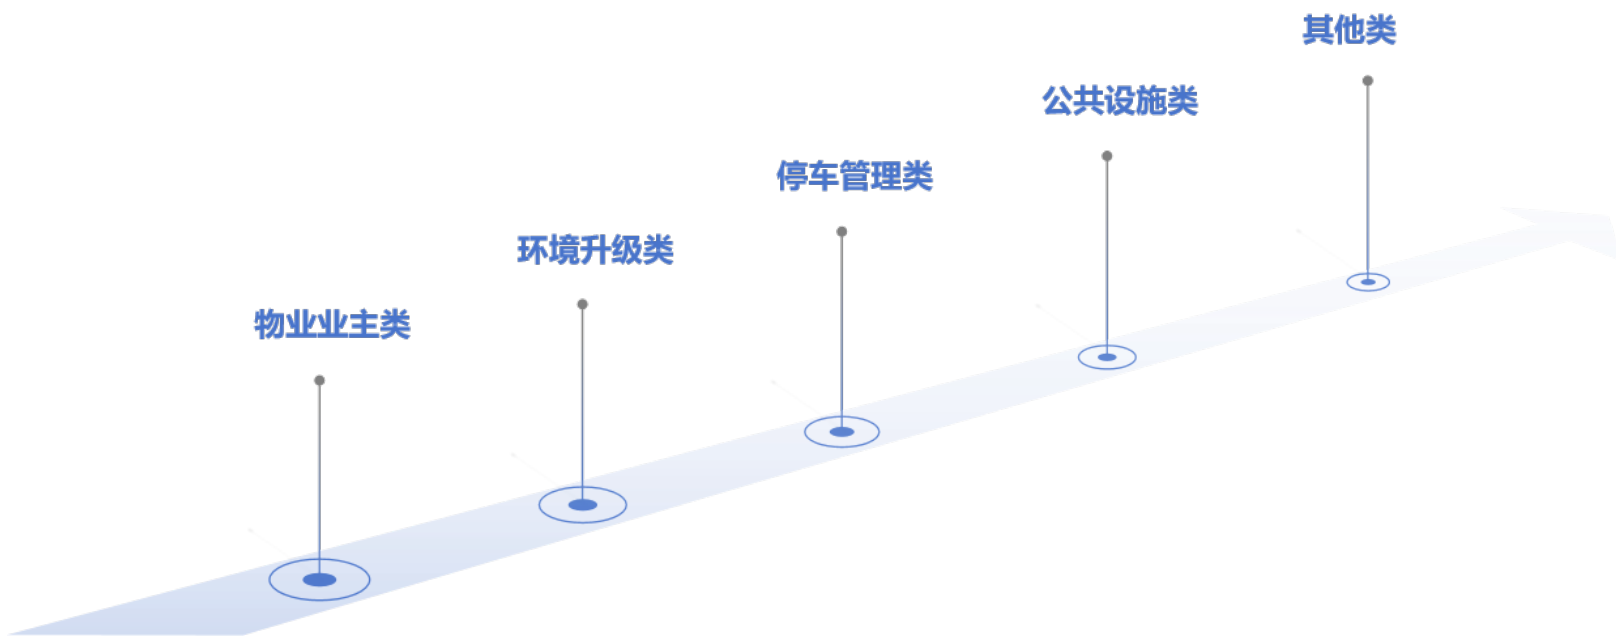 物业业主类
环境升级类
停车管理类
公共设施类
其他类